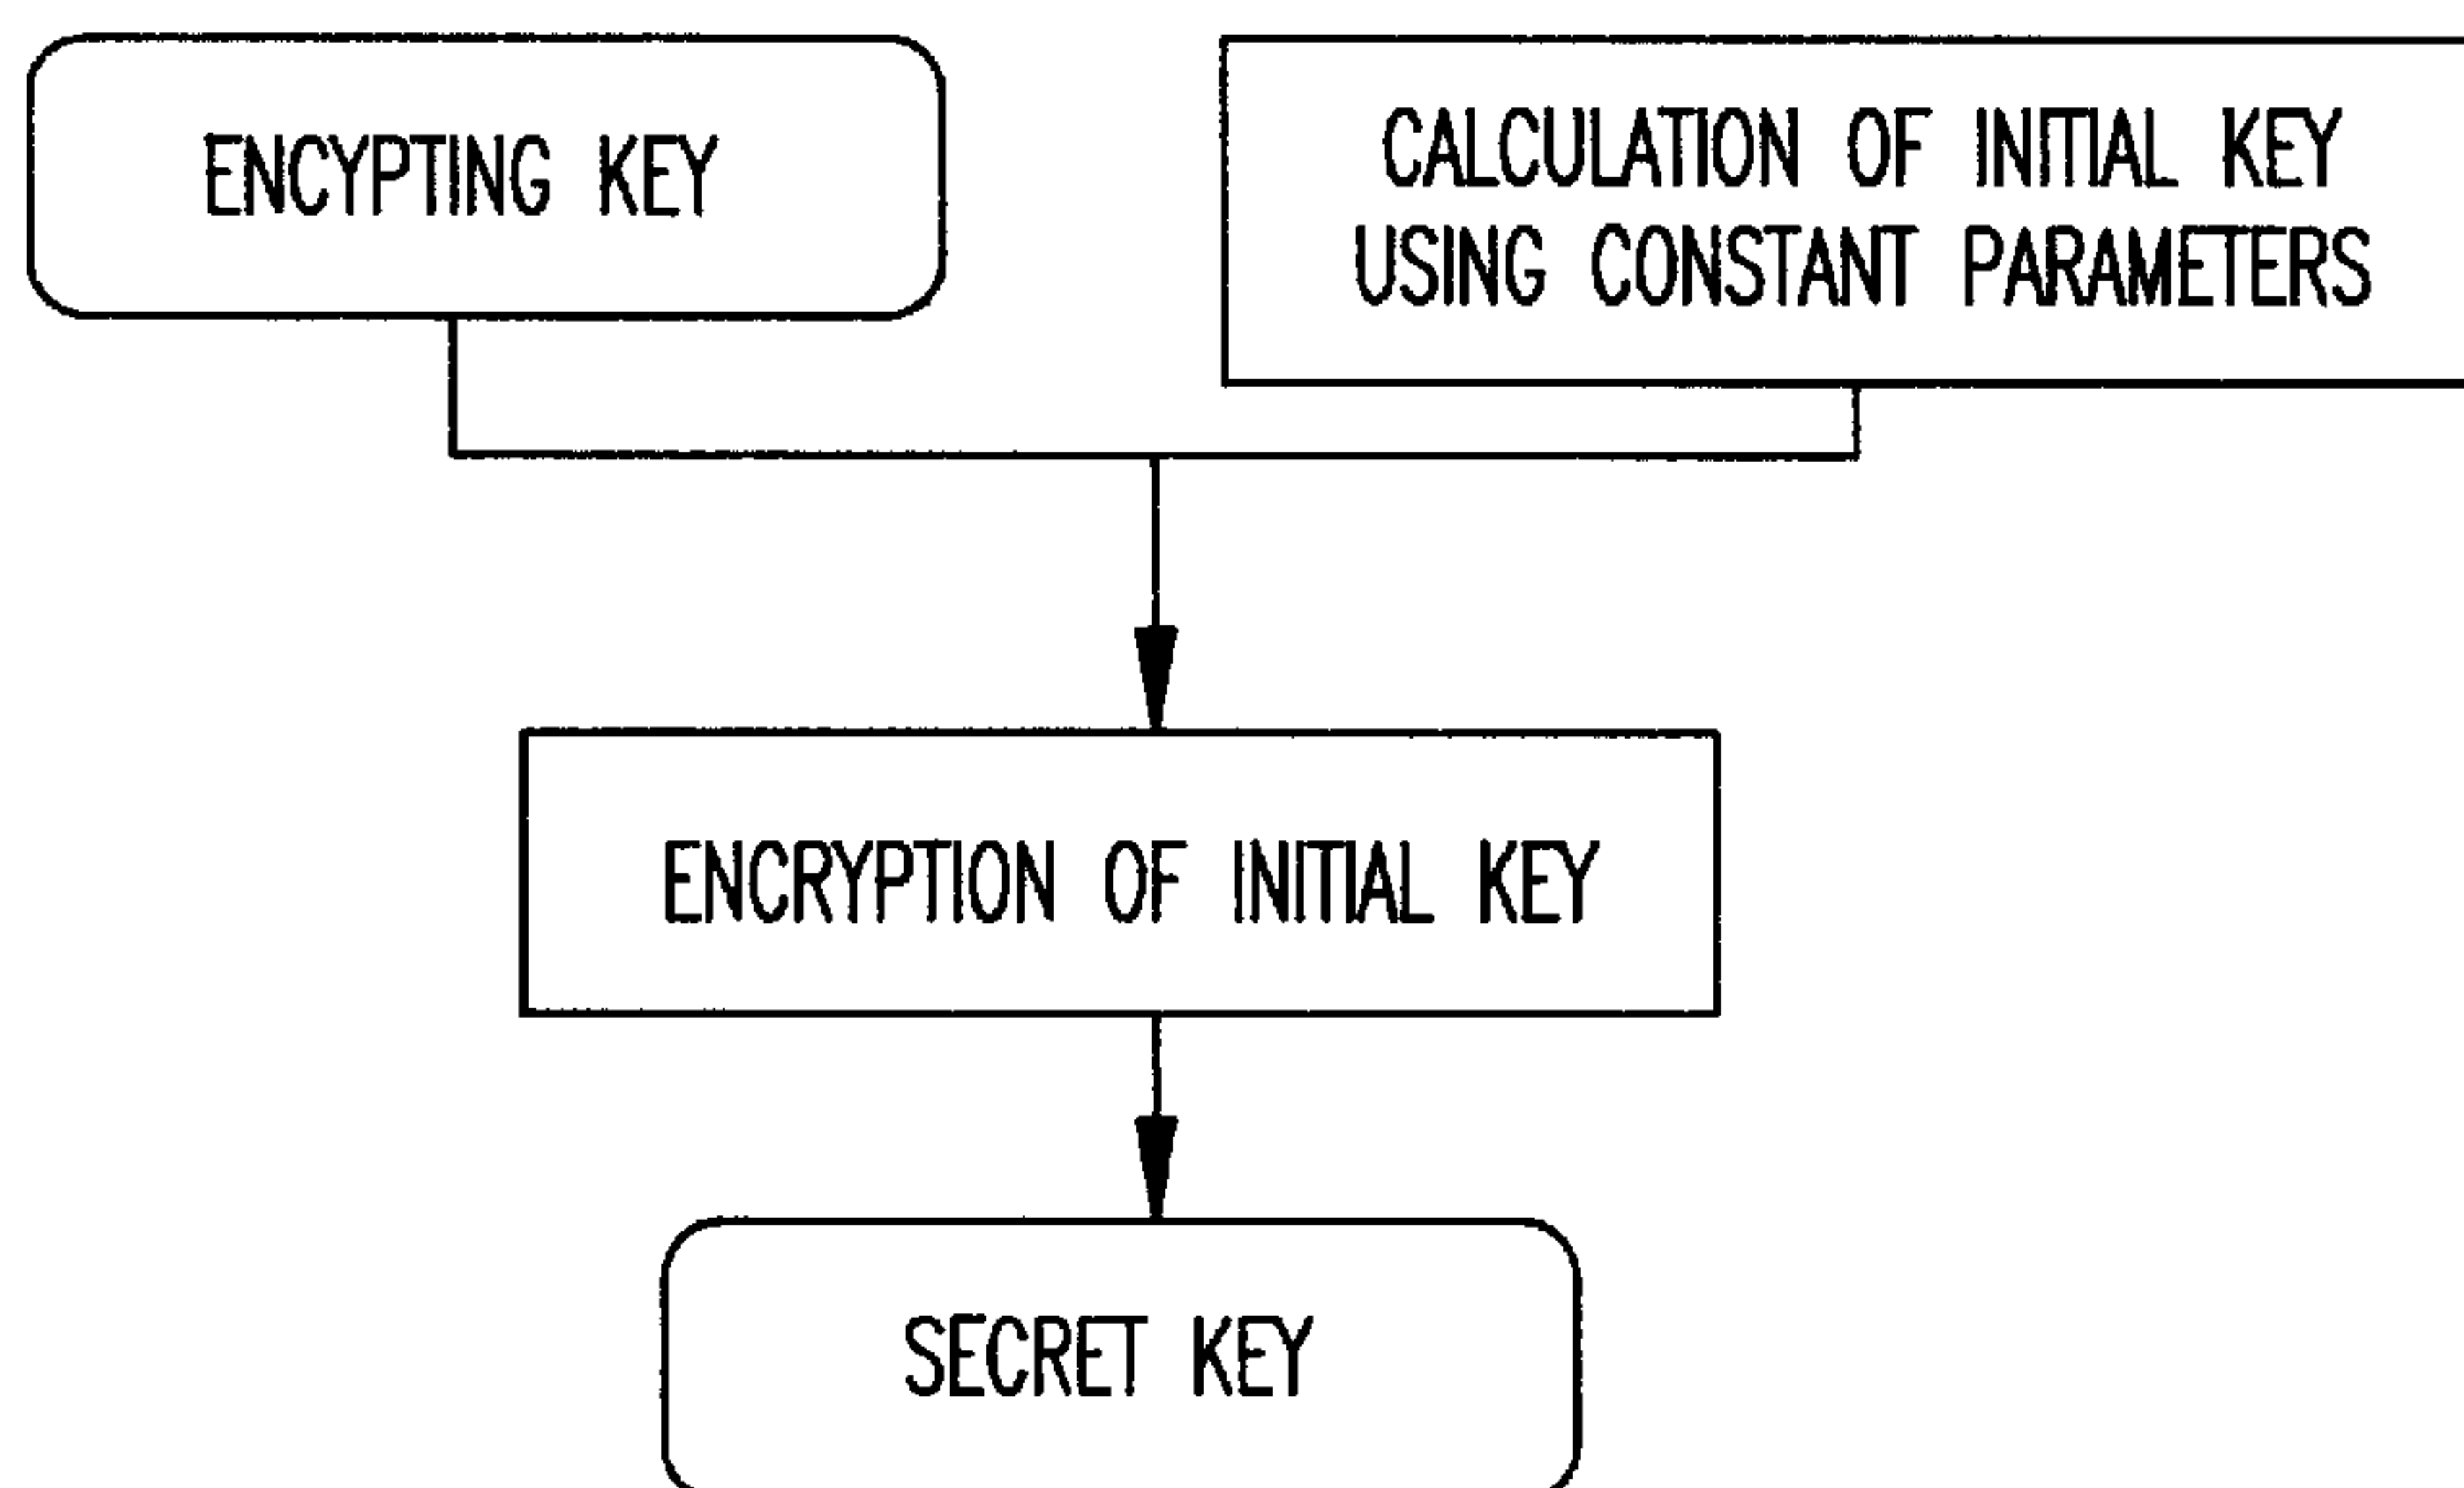 ENCYPTING KEY
CALCULATION OF INITIAL KEY
USING CONSTANT PARAMETERS
ENCRYPTION OF INITIAL KEY
SECRET KEY